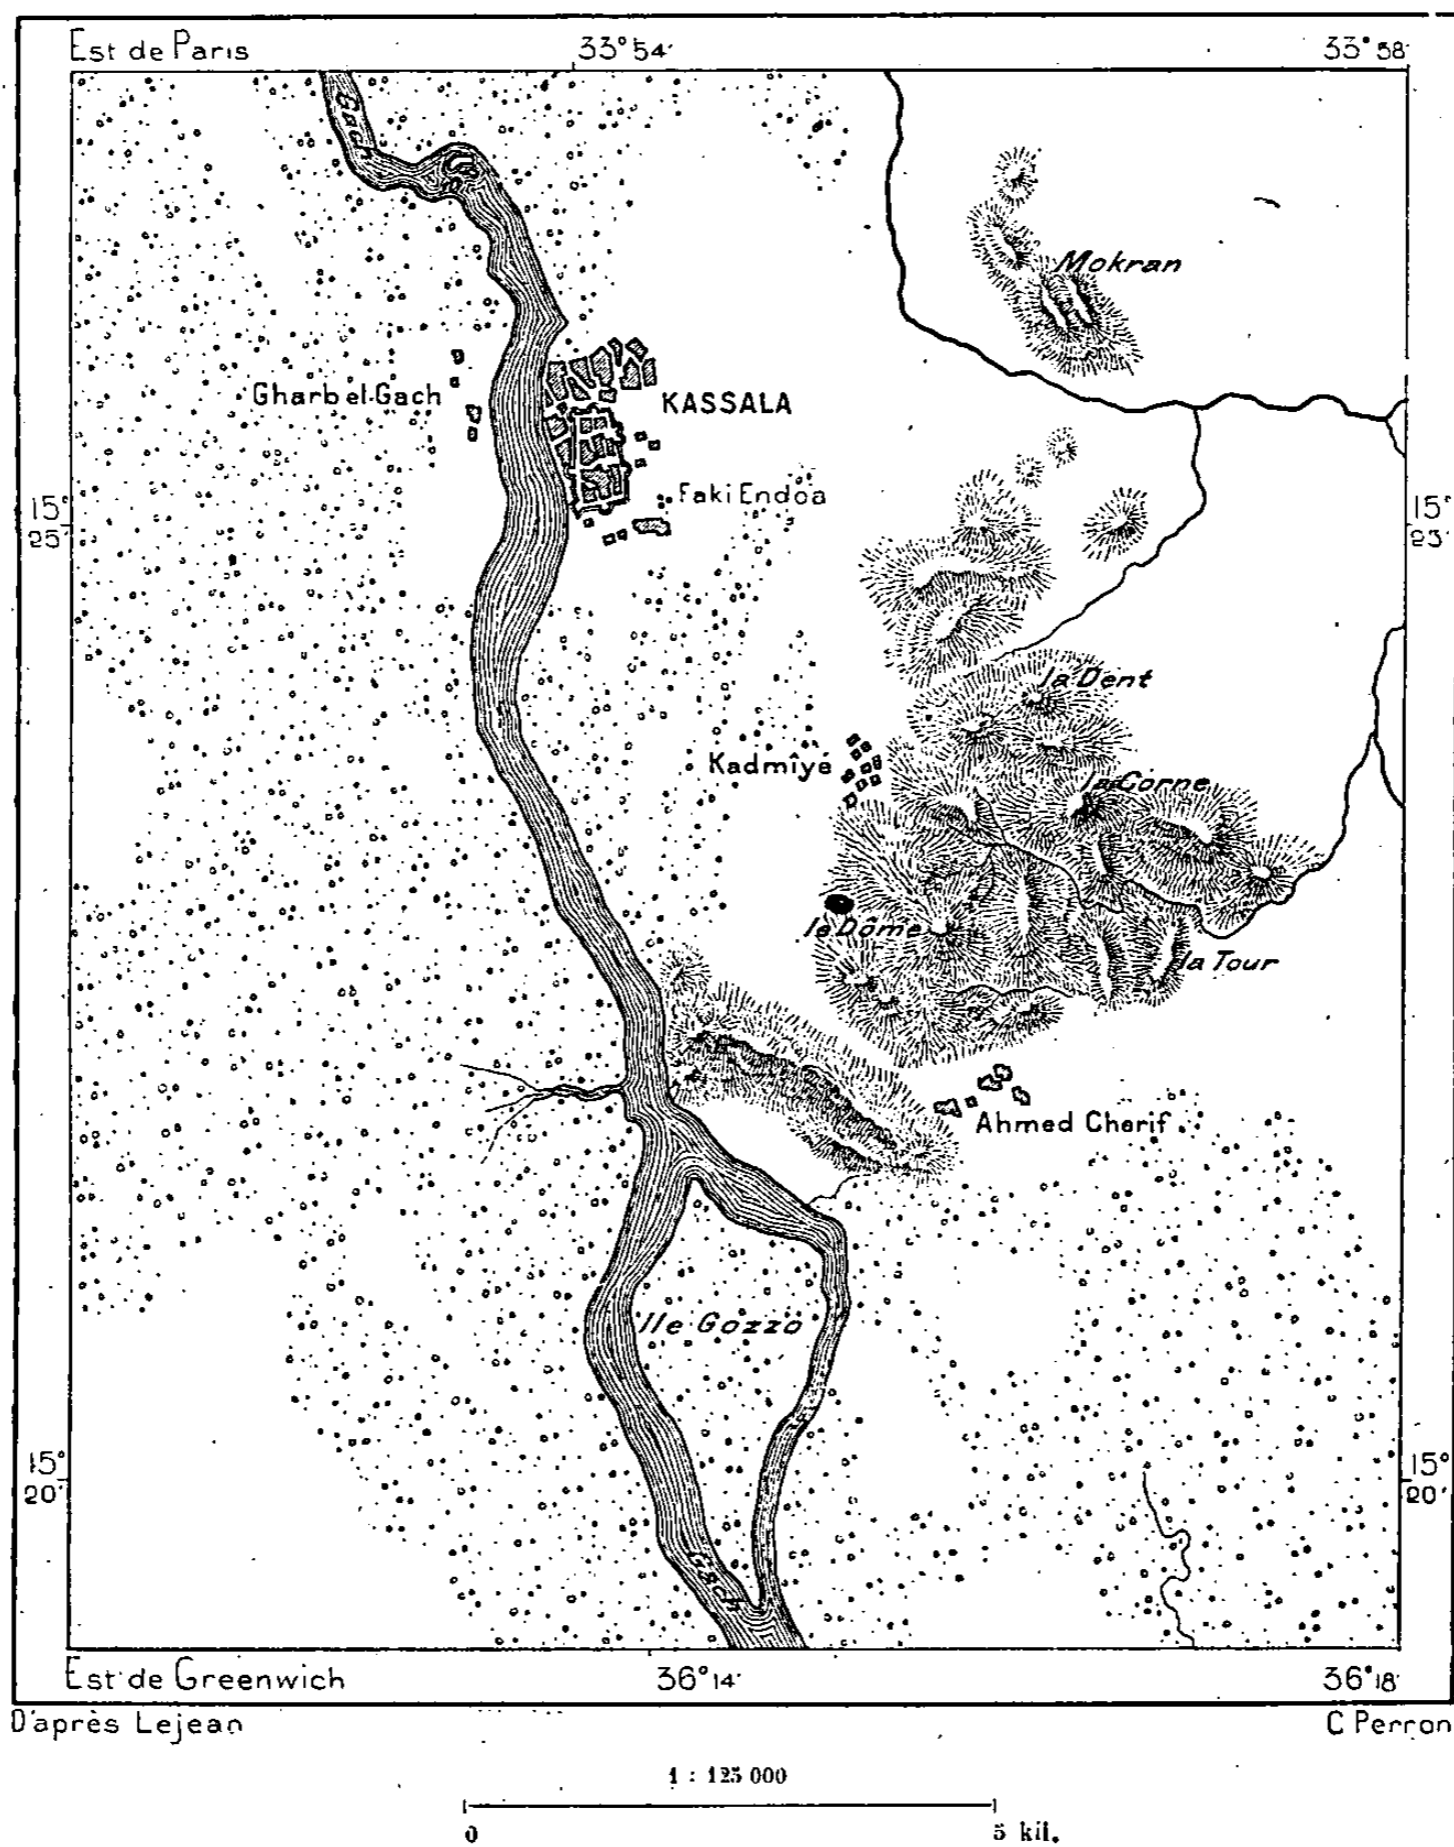 Est de Paris 33°54' 33°58'
Gach
Mokran
Gharb el Gach
KASSALA
Faki Endoa
15° 23'
15° 23'
la Dent
Kadmîyé
la Corne
le Dôme
la Tour
Ahmed Cherif
Ile Gozzo
15° 20'
15° 20'
Gach
Est de Greenwich 36°14' 36°18'
D'après Lejean C Perron
1 : 125 000
0 5 kil.